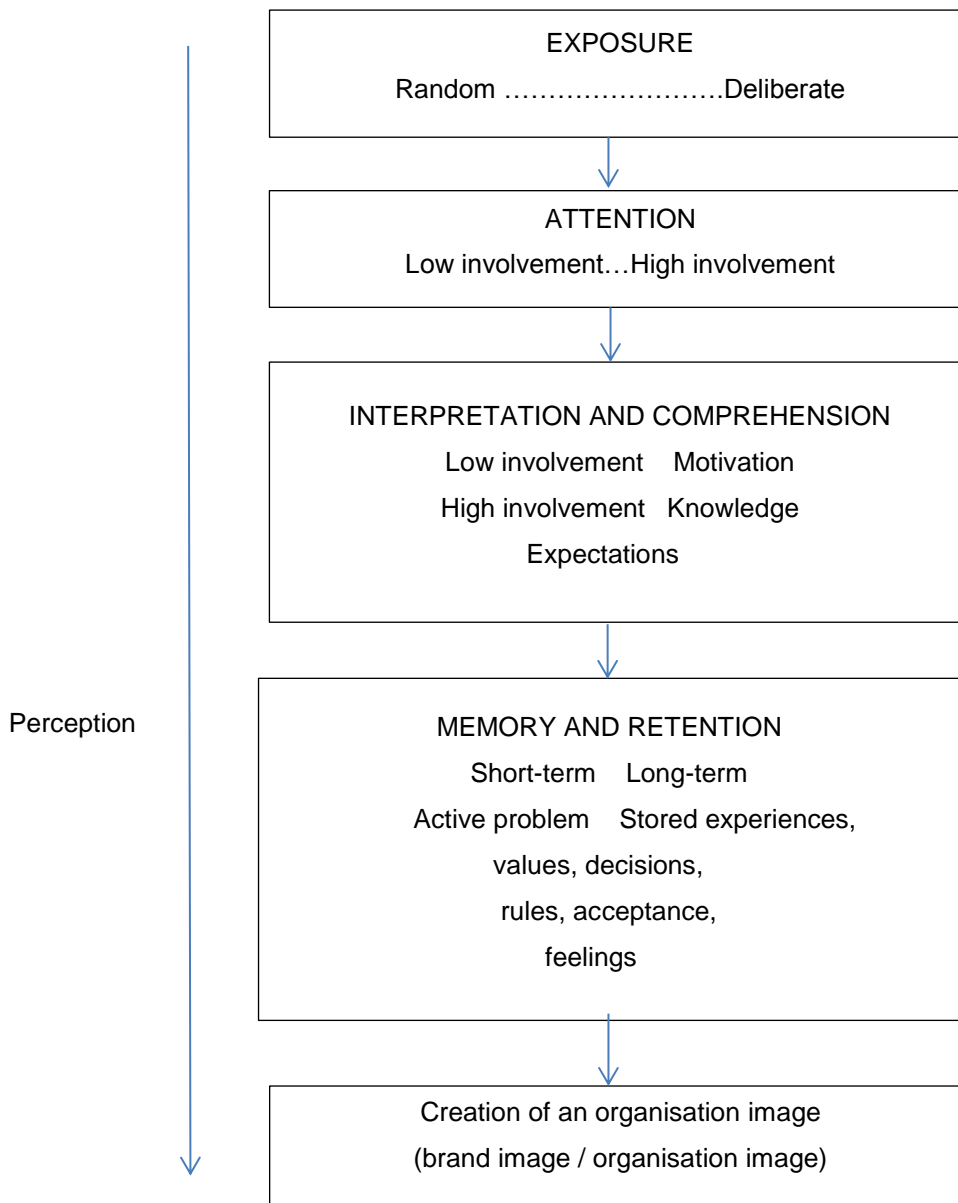 EXPOSURE
Random ……………………….Deliberate
ATTENTION
Low involvement…High involvement
INTERPRETATION AND COMPREHENSION
Low involvement Motivation
High involvement Knowledge
Expectations
Perception
MEMORY AND RETENTION
Short-term Long-term
Active problem Stored experiences,
values, decisions,
rules, acceptance,
feelings
Creation of an organisation image
(brand image / organisation image)